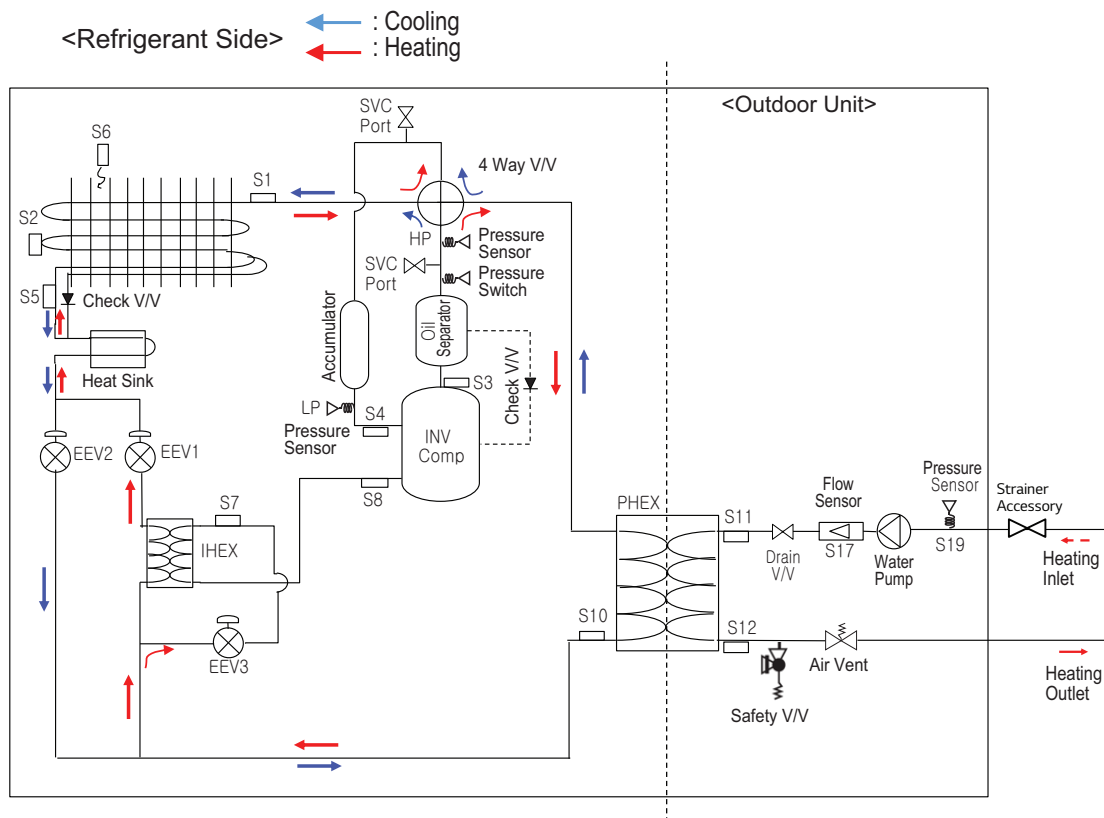 <Refrigerant Side>
: Cooling
: Heating
<Outdoor Unit>
SVC
Port
S6
4 Way V/V
S1
S2
HP
Pressure
Sensor
SVC
Port
Pressure
Switch
S5
Check V/V
Heat Sink
Accumulator
Oil
Separator
Check V/V
S3
LP
Pressure
Sensor
S4
INV
Comp
EEV2
EEV1
S8
S7
IHEX
EEV3
PHEX
S11
Drain
V/V
Flow
Sensor
S17
Water
Pump
Pressure
Sensor
S19
Strainer
Accessory
Heating
Inlet
S10
S12
Safety V/V
Air Vent
Heating
Outlet